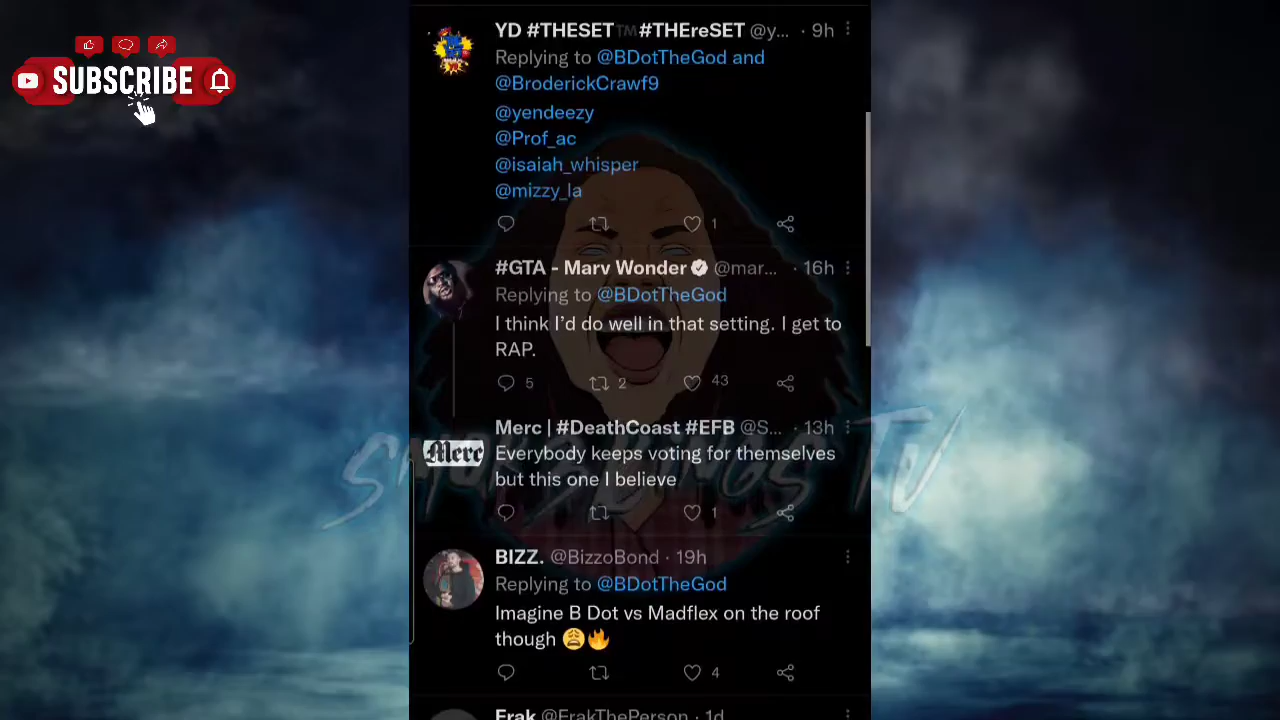 SUBSCRIBE
YD #THESET™ #THEreSET @y... · 9h
Replying to @BDotTheGod and
@BroderickCrawf9
@yendeezy
@Prof_ac
@isaiah_whisper
@mizzy_la
1
#GTA - Marv Wonder @mar... · 16h
Replying to @BDotTheGod
I think I’d do well in that setting. I get to
RAP.
5 2 43
Merc | #DeathCoast #EFB @S... · 13h
Merc
Everybody keeps voting for themselves
but this one I believe
1
BIZZ. @BizzoBond · 19h
Replying to @BDotTheGod
Imagine B Dot vs Madflex on the roof
though 😩🔥
4
Erak @ErakThePerson · 1d